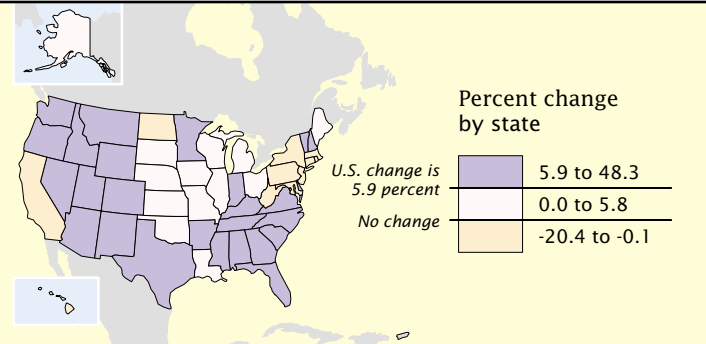 Percent change
by state
U.S. change is
5.9 percent
5.9 to 48.3
0.0 to 5.8
No change
-20.4 to -0.1